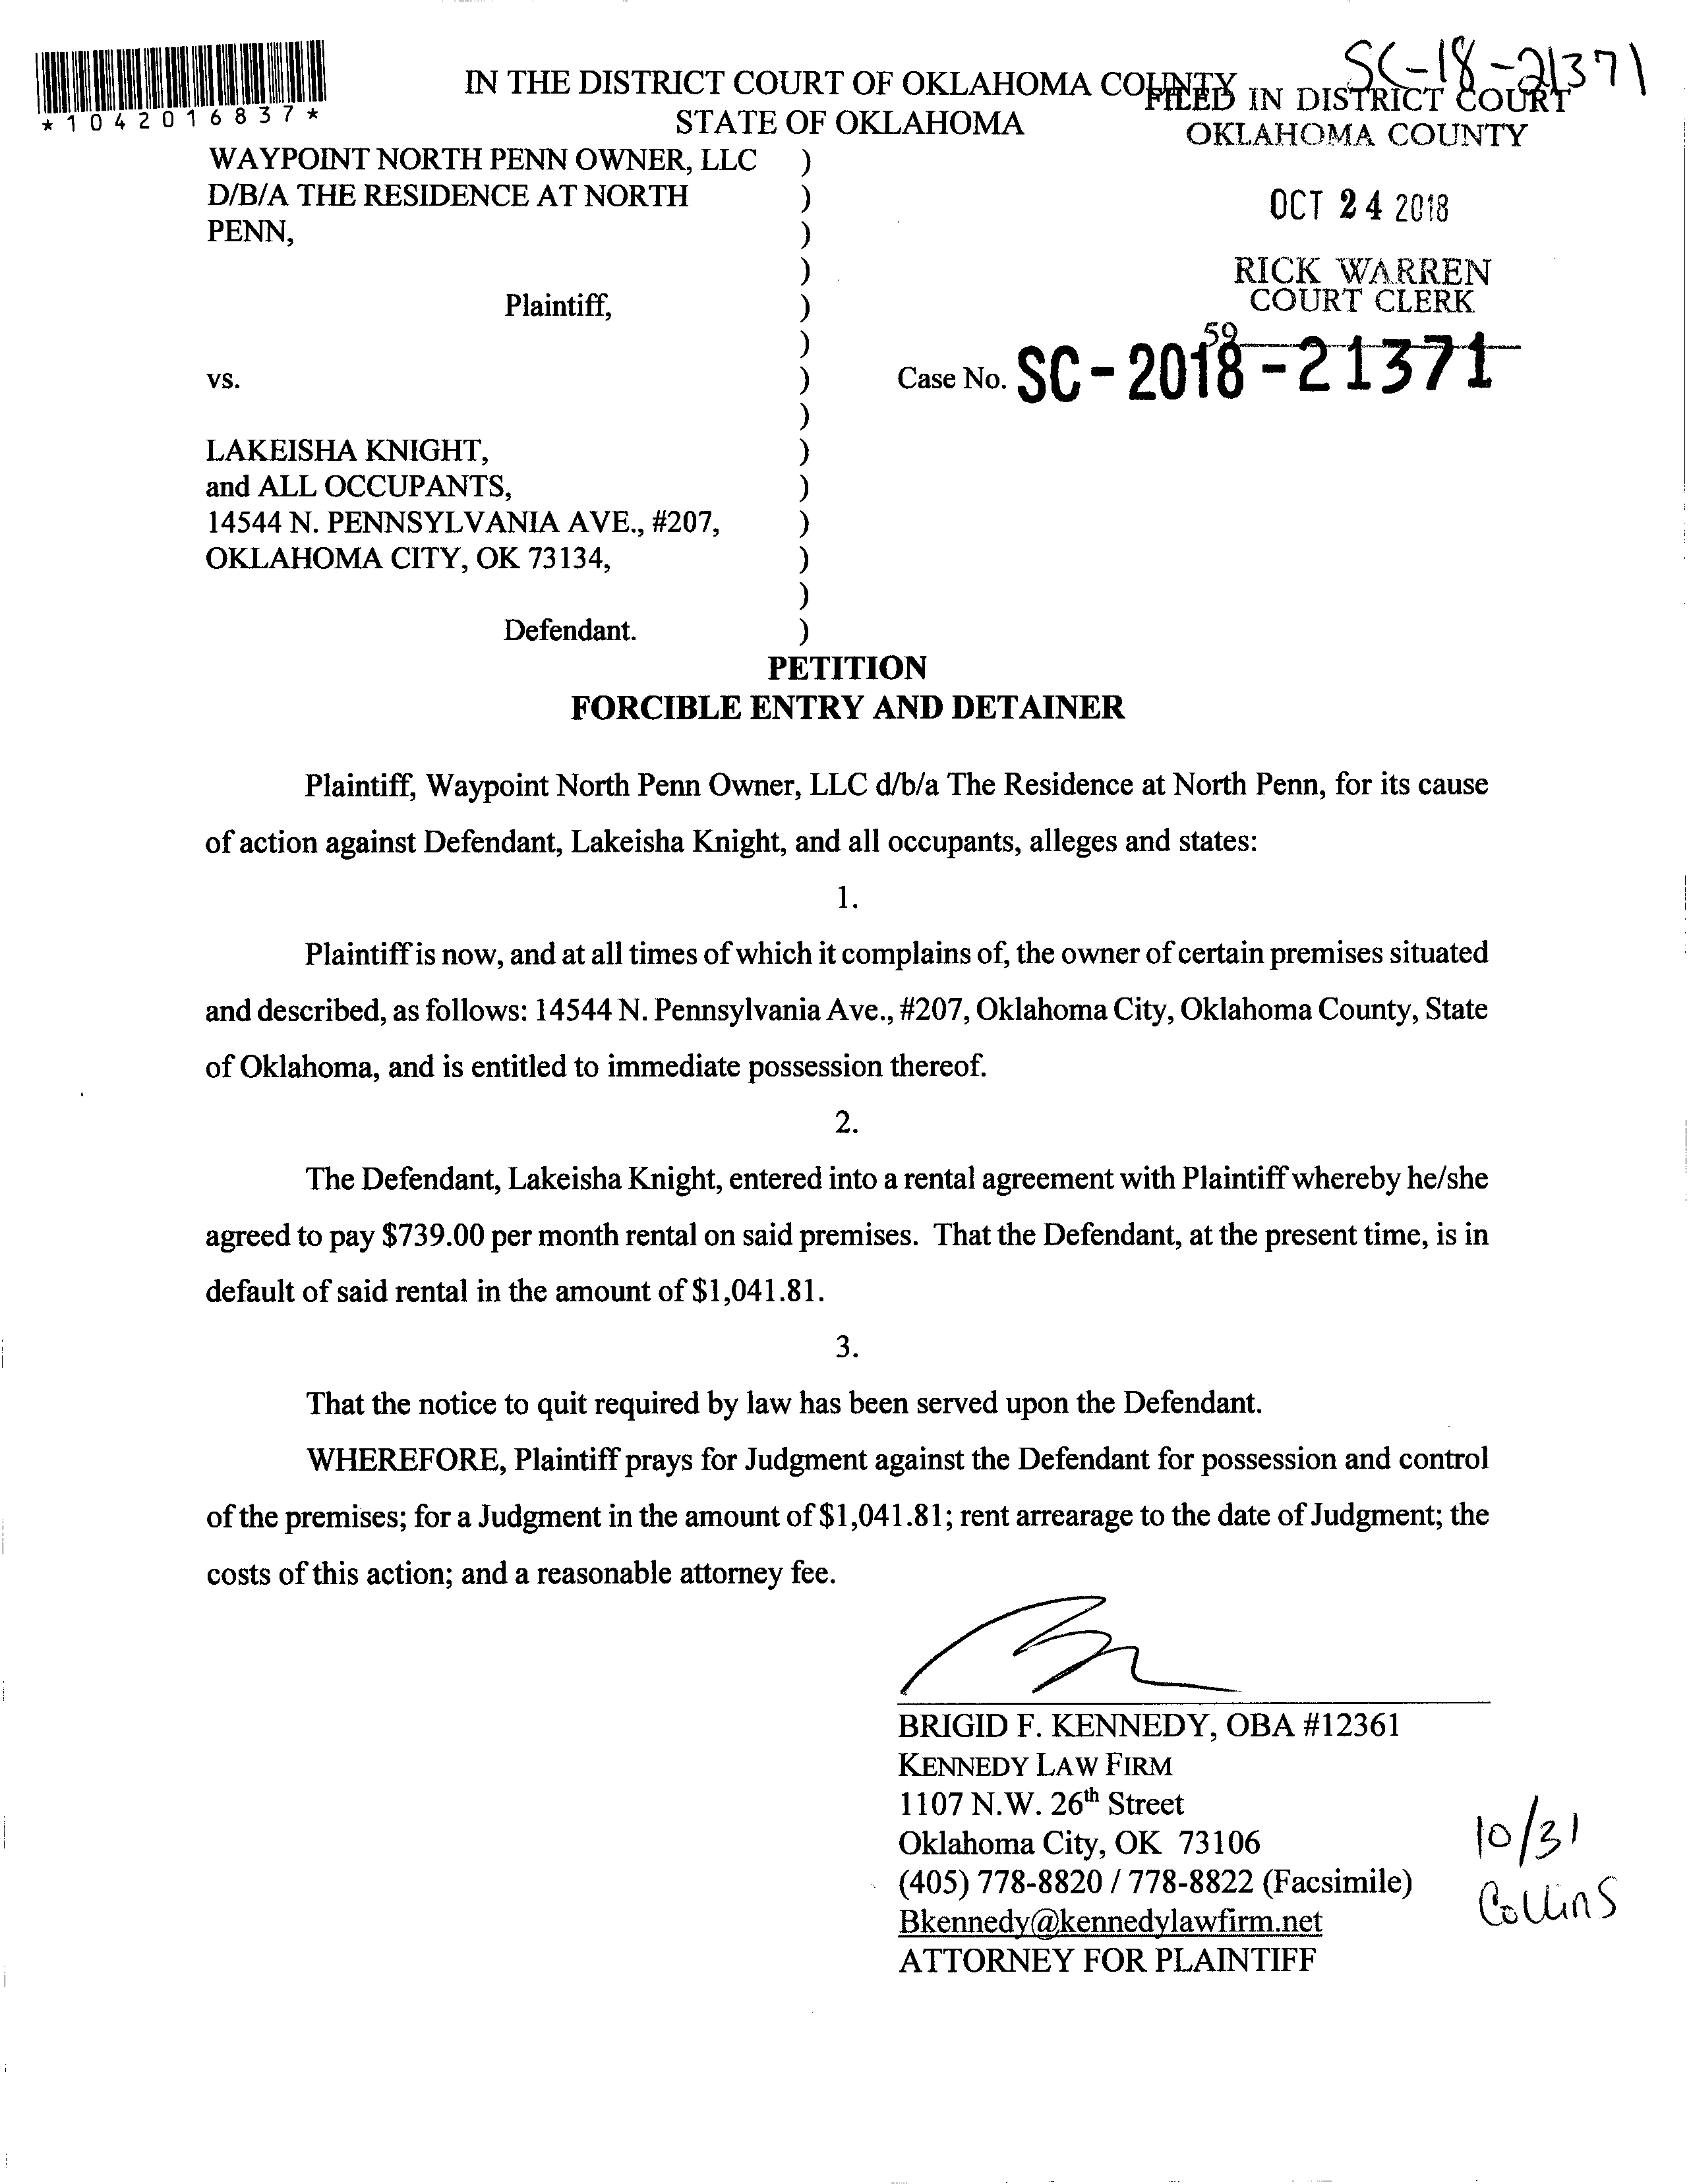 *1042016837*
SC-18-21371
IN THE DISTRICT COURT OF OKLAHOMA COUNTY
STATE OF OKLAHOMA
FILED IN DISTRICT COURT
OKLAHOMA COUNTY
OCT 24 2018
RICK WARREN
COURT CLERK
59
WAYPOINT NORTH PENN OWNER, LLC )
D/B/A THE RESIDENCE AT NORTH )
PENN, )
)
Plaintiff, )
)
vs. ) Case No. SC-2018-21371
)
LAKEISHA KNIGHT, )
and ALL OCCUPANTS, )
14544 N. PENNSYLVANIA AVE., #207, )
OKLAHOMA CITY, OK 73134, )
)
Defendant. )
PETITION
FORCIBLE ENTRY AND DETAINER
Plaintiff, Waypoint North Penn Owner, LLC d/b/a The Residence at North Penn, for its cause
of action against Defendant, Lakeisha Knight, and all occupants, alleges and states:
1.
Plaintiff is now, and at all times of which it complains of, the owner of certain premises situated
and described, as follows: 14544 N. Pennsylvania Ave., #207, Oklahoma City, Oklahoma County, State
of Oklahoma, and is entitled to immediate possession thereof.
2.
The Defendant, Lakeisha Knight, entered into a rental agreement with Plaintiff whereby he/she
agreed to pay $739.00 per month rental on said premises. That the Defendant, at the present time, is in
default of said rental in the amount of $1,041.81.
3.
That the notice to quit required by law has been served upon the Defendant.
WHEREFORE, Plaintiff prays for Judgment against the Defendant for possession and control
of the premises; for a Judgment in the amount of $1,041.81; rent arrearage to the date of Judgment; the
costs of this action; and a reasonable attorney fee.
BRIGID F. KENNEDY, OBA #12361
KENNEDY LAW FIRM
1107 N.W. 26th Street
Oklahoma City, OK 73106
(405) 778-8820 / 778-8822 (Facsimile)
Bkennedy@kennedylawfirm.net
ATTORNEY FOR PLAINTIFF
10/31
Collins